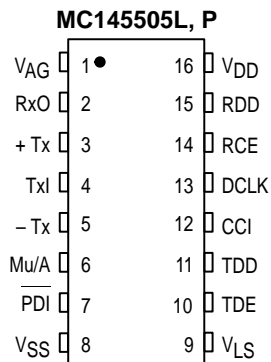 MC145505L, P
VAG 1 16 VDD
RxO 2 15 RDD
+ Tx 3 14 RCE
TxI 4 13 DCLK
– Tx 5 12 CCI
Mu/A 6 11 TDD
PDI 7 10 TDE
VSS 8 9 VLS